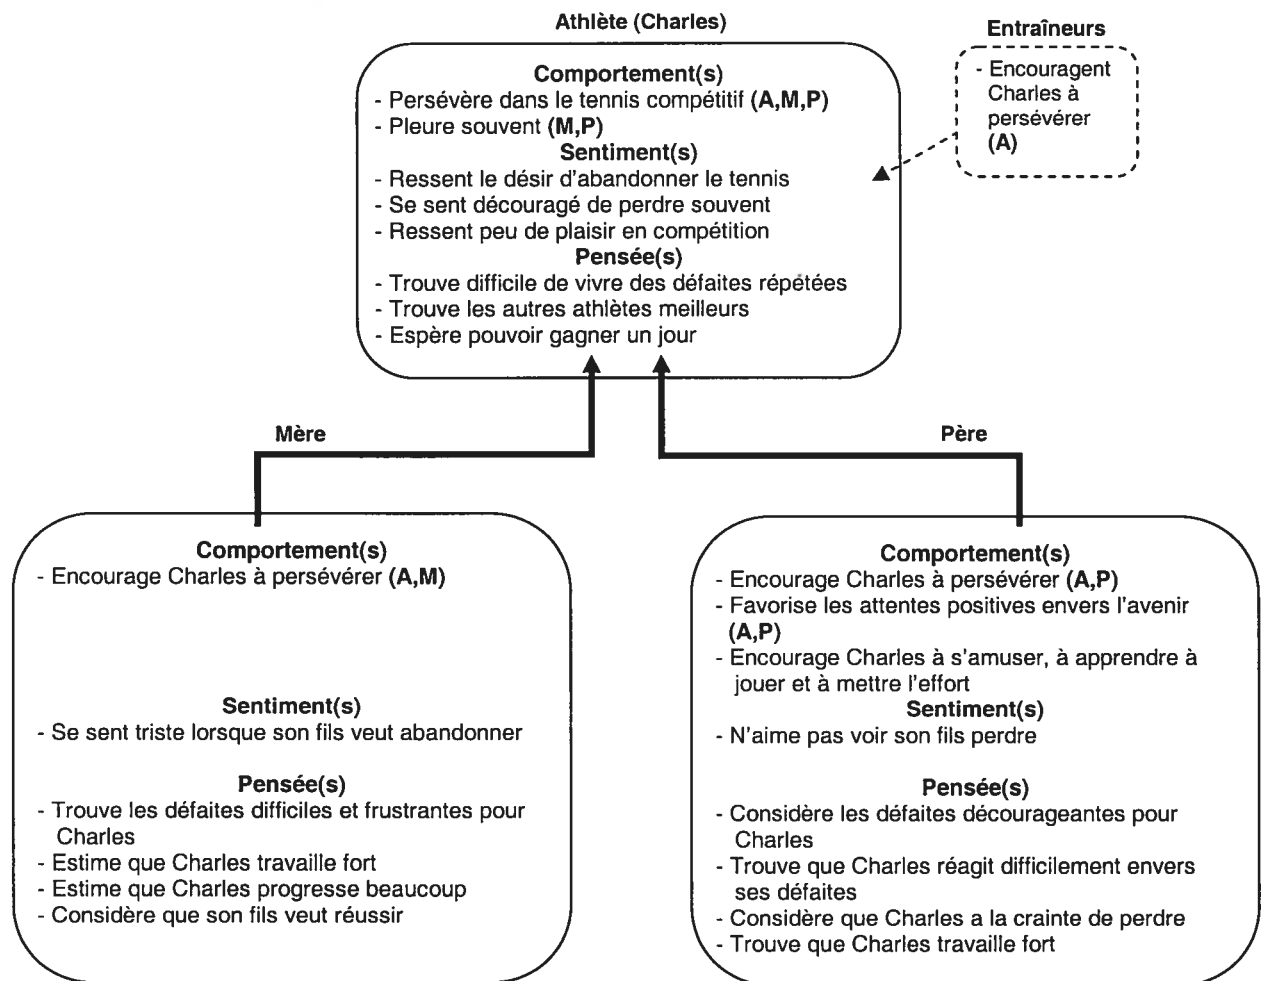 Athlète (Charles)
Comportement(s)
- Persévère dans le tennis compétitif (A,M,P)
- Pleure souvent (M,P)
Sentiment(s)
- Ressent le désir d'abandonner le tennis
- Se sent découragé de perdre souvent
- Ressent peu de plaisir en compétition
Pensée(s)
- Trouve difficile de vivre des défaites répétées
- Trouve les autres athlètes meilleurs
- Espère pouvoir gagner un jour
Entraîneurs
- Encouragent
Charles à
persévérer
(A)
Mère
Comportement(s)
- Encourage Charles à persévérer (A,M)
Sentiment(s)
- Se sent triste lorsque son fils veut abandonner
Pensée(s)
- Trouve les défaites difficiles et frustrantes pour
Charles
- Estime que Charles travaille fort
- Estime que Charles progresse beaucoup
- Considère que son fils veut réussir
Père
Comportement(s)
- Encourage Charles à persévérer (A,P)
- Favorise les attentes positives envers l'avenir
(A,P)
- Encourage Charles à s'amuser, à apprendre à
jouer et à mettre l'effort
Sentiment(s)
- N'aime pas voir son fils perdre
Pensée(s)
- Considère les défaites décourageantes pour
Charles
- Trouve que Charles réagit difficilement envers
ses défaites
- Considère que Charles a la crainte de perdre
- Trouve que Charles travaille fort